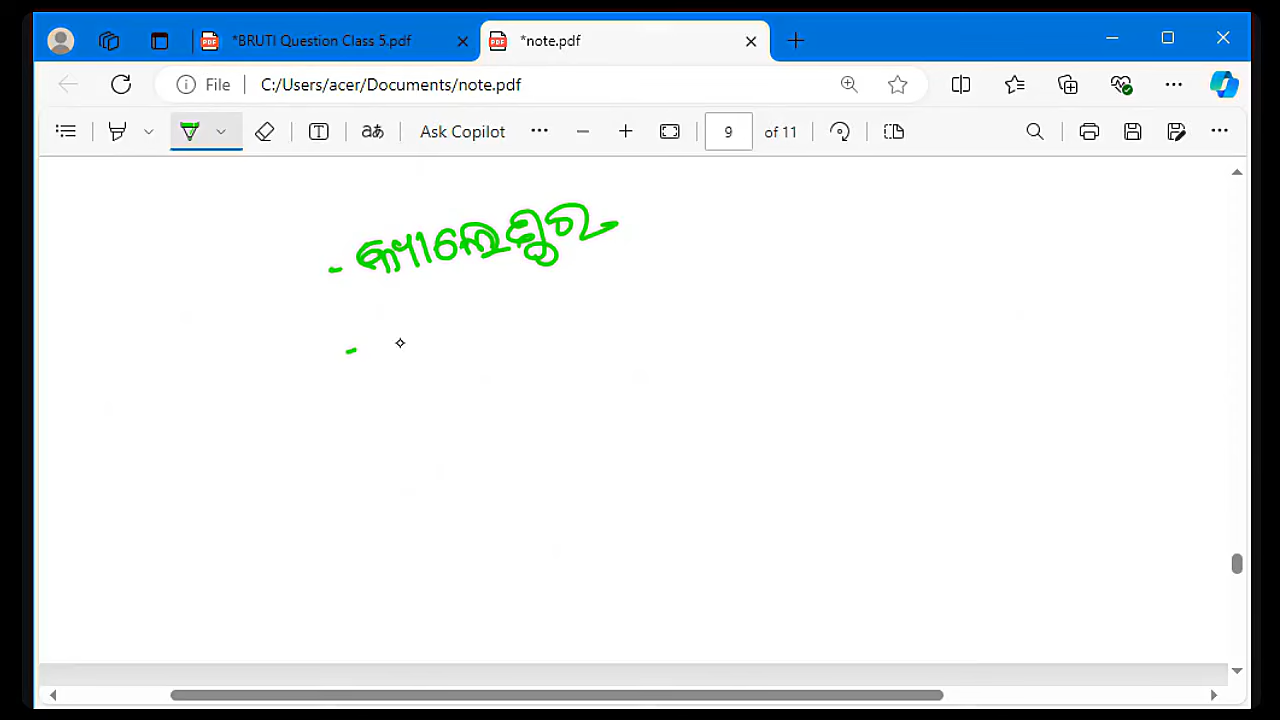 *BRUTI Question Class 5.pdf
*note.pdf
File
C:/Users/acer/Documents/note.pdf
Ask Copilot
9 of 11
- କ୍ୟାଲେଣ୍ଡର
-